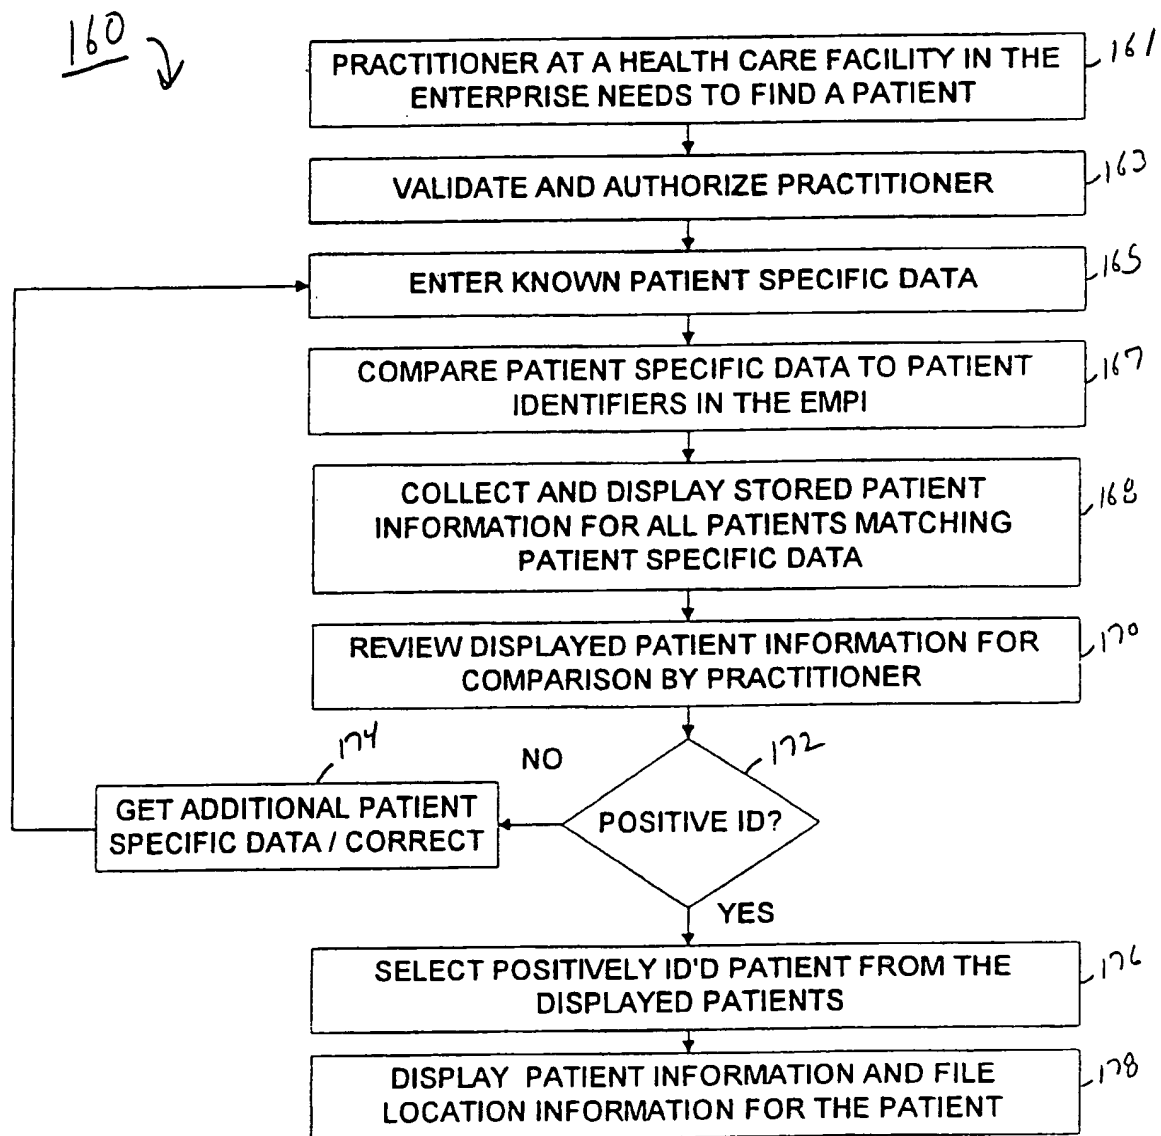 160
PRACTITIONER AT A HEALTH CARE FACILITY IN THE
ENTERPRISE NEEDS TO FIND A PATIENT
161
VALIDATE AND AUTHORIZE PRACTITIONER
163
ENTER KNOWN PATIENT SPECIFIC DATA
165
COMPARE PATIENT SPECIFIC DATA TO PATIENT
IDENTIFIERS IN THE EMPI
167
COLLECT AND DISPLAY STORED PATIENT
INFORMATION FOR ALL PATIENTS MATCHING
PATIENT SPECIFIC DATA
168
REVIEW DISPLAYED PATIENT INFORMATION FOR
COMPARISON BY PRACTITIONER
170
174
NO
172
GET ADDITIONAL PATIENT
SPECIFIC DATA / CORRECT
POSITIVE ID?
YES
SELECT POSITIVELY ID'D PATIENT FROM THE
DISPLAYED PATIENTS
176
DISPLAY PATIENT INFORMATION AND FILE
LOCATION INFORMATION FOR THE PATIENT
178